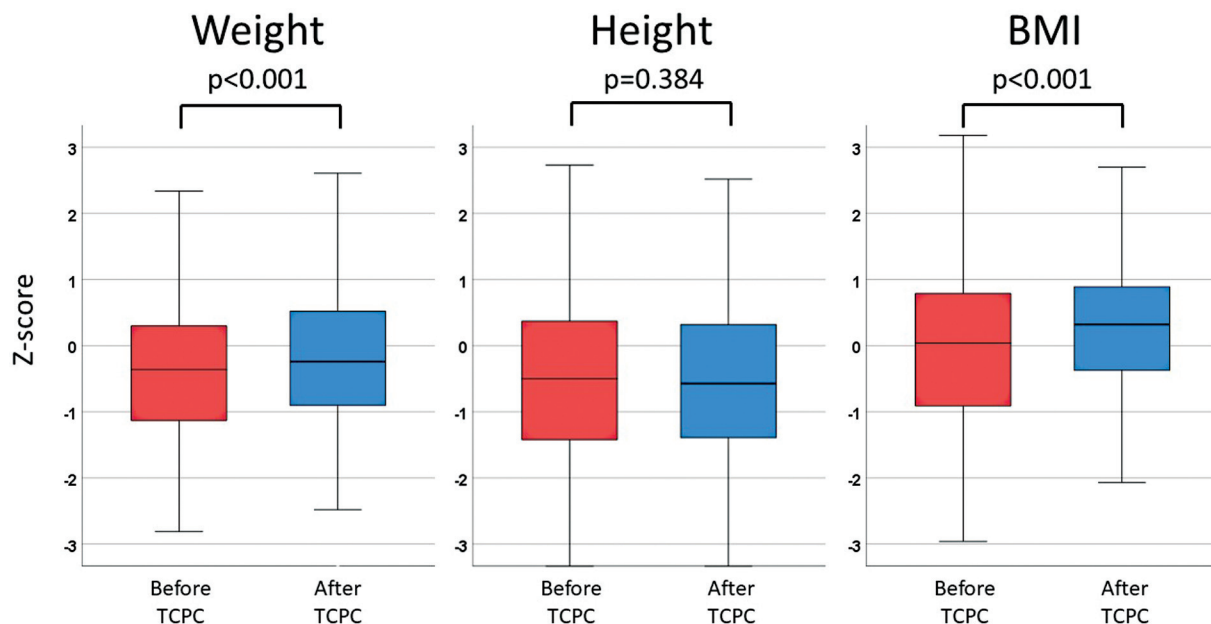 Weight
p<0.001
Height
p=0.384
BMI
p<0.001
Z-score
3
2
1
0
-1
-2
-3
Before
TCPC
After
TCPC
3
2
1
0
-1
-2
-3
Before
TCPC
After
TCPC
3
2
1
0
-1
-2
-3
Before
TCPC
After
TCPC